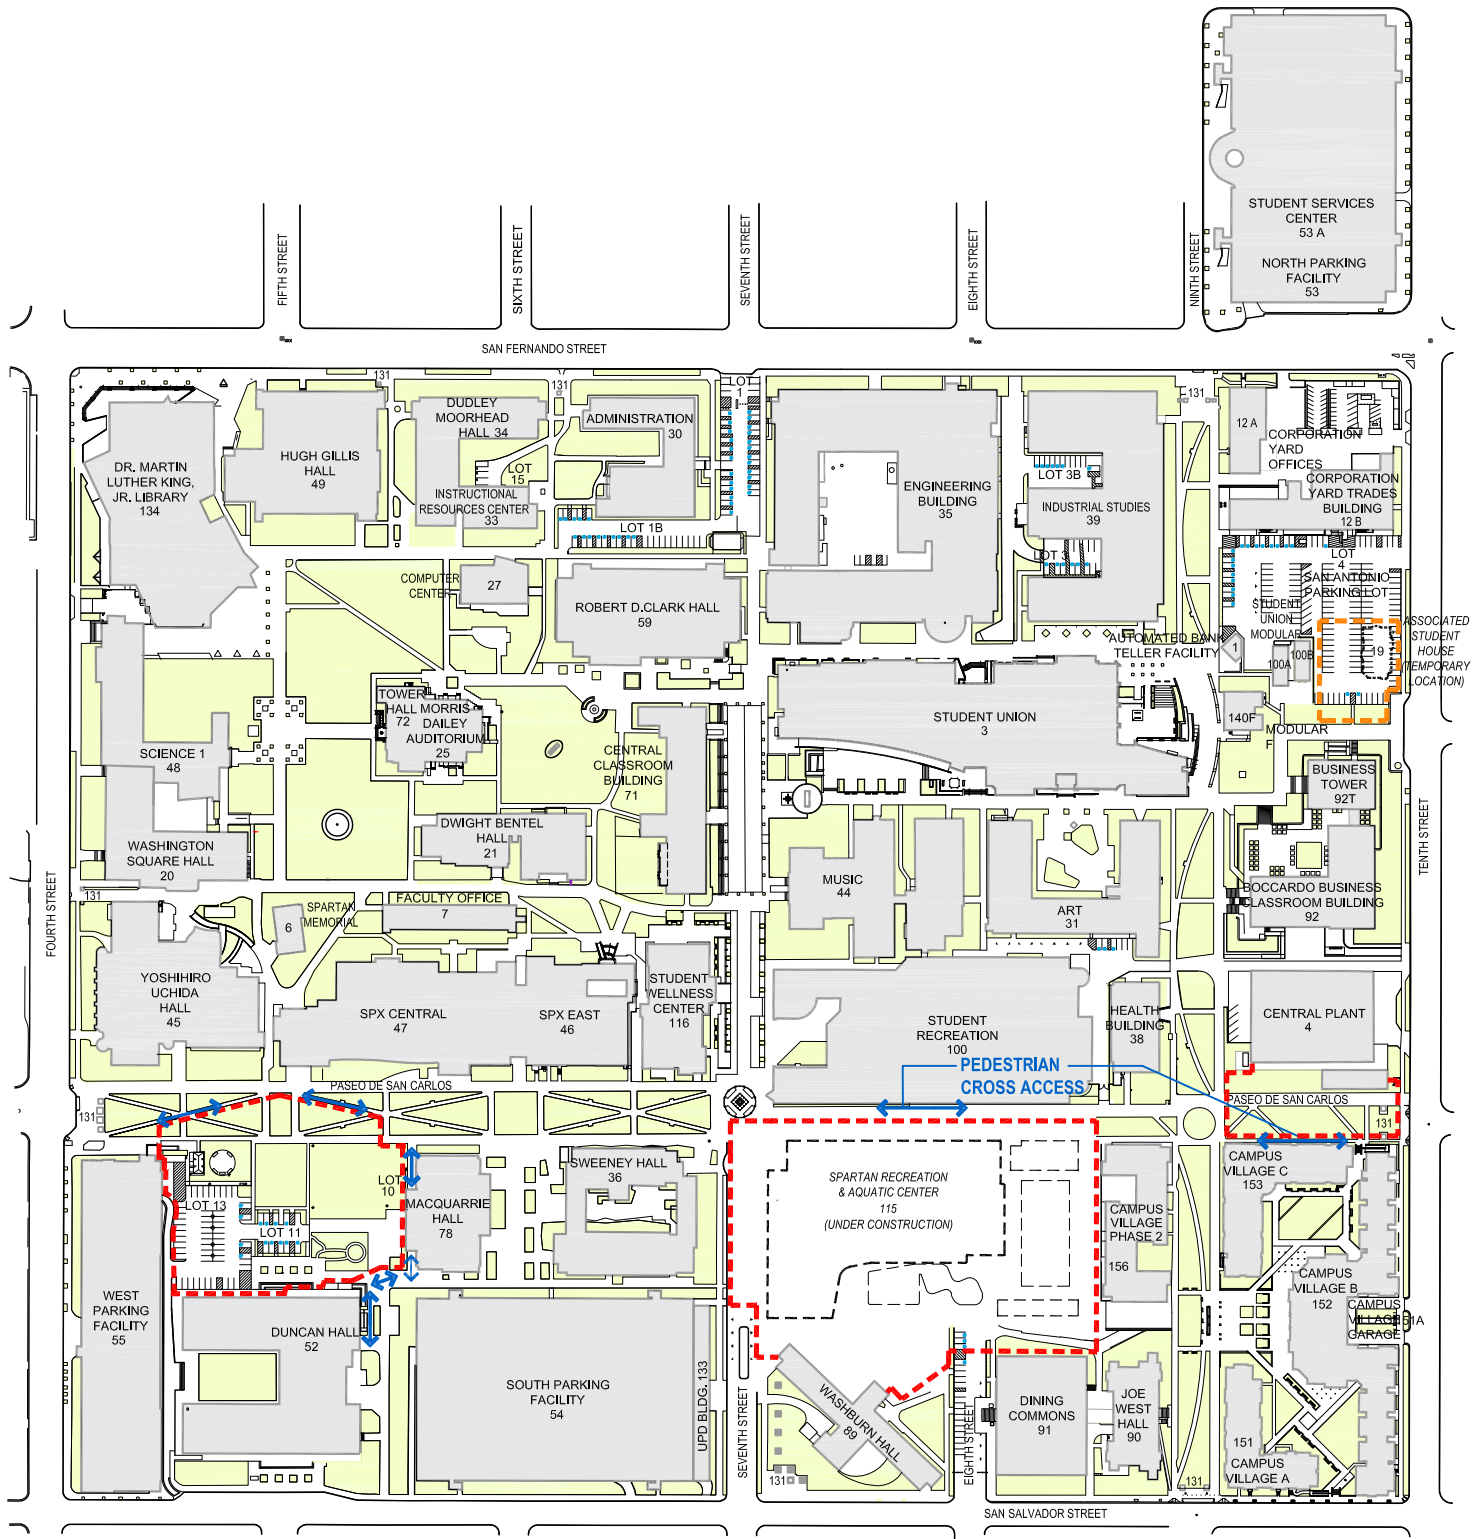 STUDENT SERVICES
CENTER
53 A
NORTH PARKING
FACILITY
53
FIFTH STREET
SIXTH STREET
SEVENTH STREET
EIGHTH STREET
NINTH STREET
SAN FERNANDO STREET
131
131
LOT
1
131
DR. MARTIN
LUTHER KING,
JR. LIBRARY
134
HUGH GILLIS
HALL
49
DUDLEY
MOORHEAD
HALL 34
LOT
15
INSTRUCTIONAL
RESOURCES CENTER
33
ADMINISTRATION
30
LOT 1B
ENGINEERING
BUILDING
35
LOT 3B
INDUSTRIAL STUDIES
39
LOT 3
12 A
CORPORATION
YARD
OFFICES
CORPORATION
YARD TRADES
BUILDING
12 B
LOT
4
SAN ANTONIO
PARKING LOT
STUDENT
UNION
MODULAR
100A
100B
1
19
ASSOCIATED
STUDENT
HOUSE
(TEMPORARY
LOCATION)
COMPUTER
CENTER
27
ROBERT D.CLARK HALL
59
AUTOMATED BANK
TELLER FACILITY
TOWER
HALL
72
MORRIS
DAILEY
AUDITORIUM
25
SCIENCE 1
48
CENTRAL
CLASSROOM
BUILDING
71
STUDENT UNION
3
140F
MODULAR
F
BUSINESS
TOWER
92T
DWIGHT BENTEL
HALL
21
WASHINGTON
SQUARE HALL
20
MUSIC
44
ART
31
BOCCARDO BUSINESS
CLASSROOM BUILDING
92
TENTH STREET
FOURTH STREET
131
6
SPARTAN
MEMORIAL
FACULTY OFFICE
7
YOSHIHIRO
UCHIDA
HALL
45
SPX CENTRAL
47
SPX EAST
46
STUDENT
WELLNESS
CENTER
116
STUDENT
RECREATION
100
HEALTH
BUILDING
38
CENTRAL PLANT
4
PEDESTRIAN
CROSS ACCESS
PASEO DE SAN CARLOS
PASEO DE SAN CARLOS
131
131
LOT 13
LOT 11
LOT
10
MACQUARRIE
HALL
78
SWEENEY HALL
36
SPARTAN RECREATION
& AQUATIC CENTER
115
(UNDER CONSTRUCTION)
CAMPUS
VILLAGE
PHASE 2
156
CAMPUS
VILLAGE C
153
CAMPUS
VILLAGE B
152
CAMPUS
VILLAGE
GARAGE
151A
WEST
PARKING
FACILITY
55
DUNCAN HALL
52
SOUTH PARKING
FACILITY
54
UPD BLDG. 133
SEVENTH STREET
WASHBURN HALL
89
EIGHTH STREET
DINING
COMMONS
91
JOE
WEST
HALL
90
151
CAMPUS
VILLAGE A
131
131
SAN SALVADOR STREET